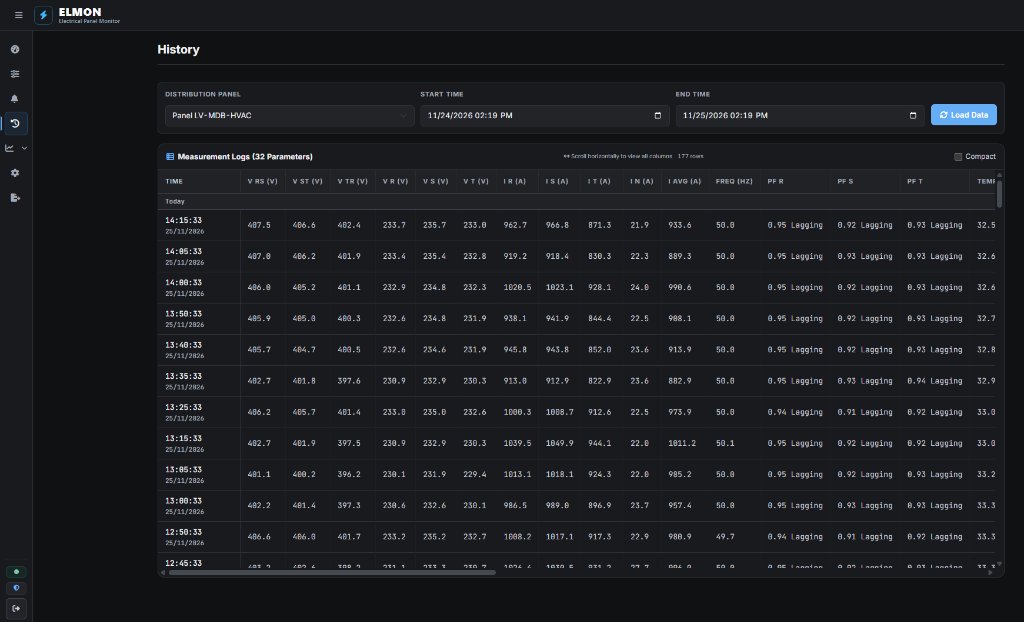 ELMON
Electrical Panel Monitor
History
DISTRIBUTION PANEL START TIME END TIME
Panel LV-MDB-HVAC 11/24/2026 02:19 PM 11/25/2026 02:19 PM Load Data
Measurement Logs (32 Parameters) Scroll horizontally to view all columns 177 rows Compact
TIME V RS (V) V ST (V) V TR (V) V R (V) V S (V) V T (V) I R (A) I S (A) I T (A) I N (A) I AVG (A) FREQ (HZ) PF R PF S PF T TEMP
Today
14:15:33 407.5 406.6 402.4 233.7 235.7 233.0 962.7 966.8 871.3 21.9 933.6 50.0 0.95 Lagging 0.92 Lagging 0.93 Lagging 32.5
25/11/2026
14:05:33 407.0 406.2 401.9 233.4 235.4 232.8 919.2 918.4 830.3 22.3 889.3 50.0 0.95 Lagging 0.93 Lagging 0.93 Lagging 32.6
25/11/2026
14:00:33 406.0 405.2 401.1 232.9 234.8 232.3 1020.5 1023.1 928.1 24.0 990.6 50.0 0.95 Lagging 0.92 Lagging 0.93 Lagging 32.6
25/11/2026
13:50:33 405.9 405.0 400.3 232.6 234.8 231.9 938.1 941.9 844.4 22.5 908.1 50.0 0.95 Lagging 0.92 Lagging 0.93 Lagging 32.7
25/11/2026
13:40:33 405.7 404.7 400.5 232.6 234.6 231.9 945.8 943.8 852.0 23.6 913.9 50.0 0.95 Lagging 0.92 Lagging 0.93 Lagging 32.8
25/11/2026
13:35:33 402.7 401.8 397.6 230.9 232.9 230.3 913.0 912.9 822.9 23.6 882.9 50.0 0.95 Lagging 0.93 Lagging 0.94 Lagging 32.9
25/11/2026
13:25:33 406.2 405.7 401.4 233.0 235.0 232.6 1000.3 1008.7 912.6 22.5 973.9 50.0 0.94 Lagging 0.91 Lagging 0.92 Lagging 33.0
25/11/2026
13:15:33 402.7 401.9 397.5 230.9 232.9 230.3 1039.5 1049.9 944.1 22.0 1011.2 50.1 0.95 Lagging 0.92 Lagging 0.93 Lagging 33.0
25/11/2026
13:05:33 401.1 400.2 396.2 230.1 231.9 229.4 1013.1 1018.1 924.3 22.0 985.2 50.0 0.95 Lagging 0.93 Lagging 0.93 Lagging 33.2
25/11/2026
13:00:33 402.2 401.4 397.3 230.6 232.6 230.1 986.5 989.0 896.9 23.7 957.4 50.0 0.95 Lagging 0.93 Lagging 0.93 Lagging 33.3
25/11/2026
12:50:33 406.6 406.0 401.7 233.2 235.2 232.7 1008.2 1017.1 917.3 22.9 980.9 49.7 0.94 Lagging 0.91 Lagging 0.92 Lagging 33.3
25/11/2026
12:45:33